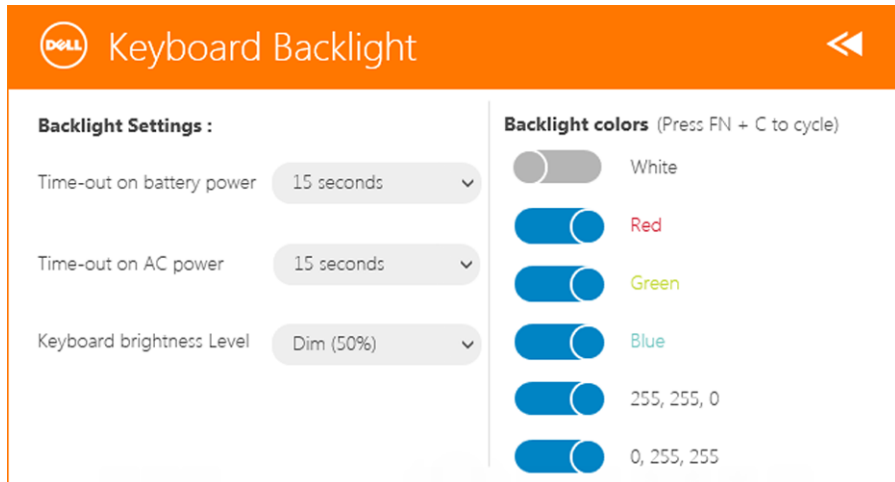 DELL Keyboard Backlight
Backlight Settings :
Time-out on battery power 15 seconds
Time-out on AC power 15 seconds
Keyboard brightness Level Dim (50%)
Backlight colors (Press FN + C to cycle)
White
Red
Green
Blue
255, 255, 0
0, 255, 255